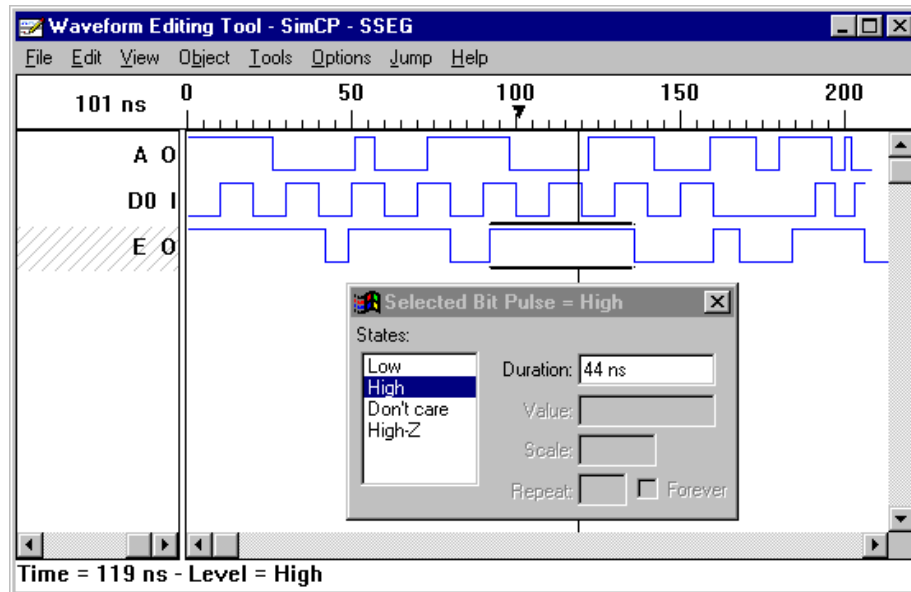 Waveform Editing Tool - SimCP - SSEG
File Edit View Object Tools Options Jump Help
101 ns 0 50 100 150 200
A O
D0 I
E O
Selected Bit Pulse = High
States:
Low
High
Don't care
High-Z
Duration: 44 ns
Value:
Scale:
Repeat: Forever
Time = 119 ns - Level = High